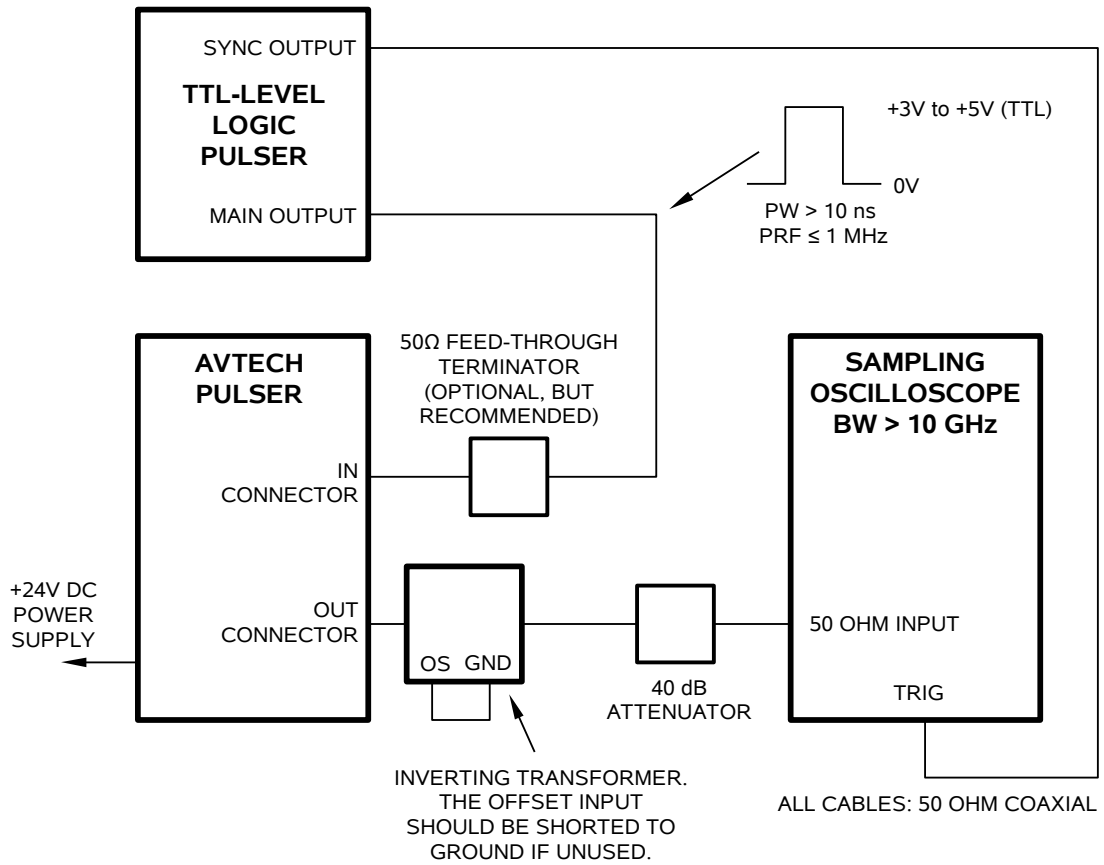 SYNC OUTPUT
TTL-LEVEL
LOGIC
PULSER
MAIN OUTPUT
+3V to +5V (TTL)
0V
PW > 10 ns
PRF ≤ 1 MHz
AVTECH
PULSER
IN
CONNECTOR
OUT
CONNECTOR
50Ω FEED-THROUGH
TERMINATOR
(OPTIONAL, BUT
RECOMMENDED)
SAMPLING
OSCILLOSCOPE
BW > 10 GHz
50 OHM INPUT
TRIG
+24V DC
POWER
SUPPLY
OS GND
40 dB
ATTENUATOR
INVERTING TRANSFORMER.
THE OFFSET INPUT
SHOULD BE SHORTED TO
GROUND IF UNUSED.
ALL CABLES: 50 OHM COAXIAL